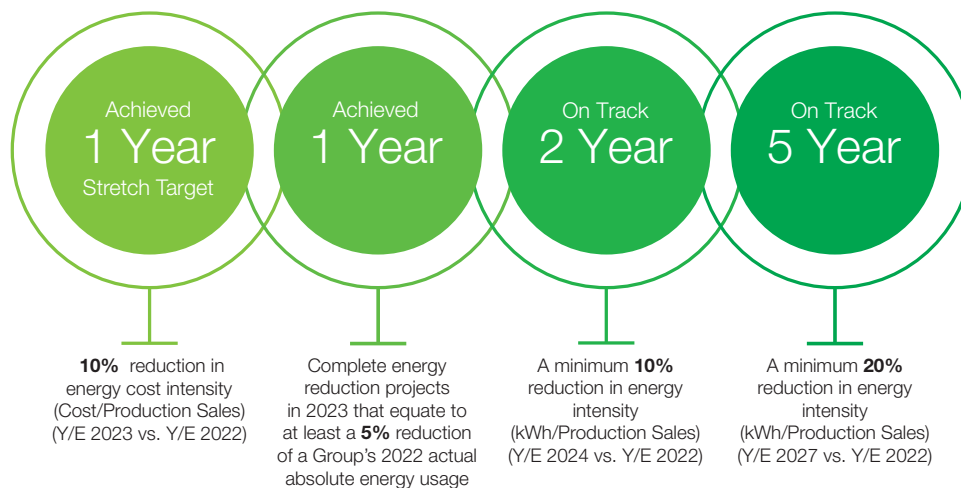 Achieved
1 Year
Stretch Target
Achieved
1 Year
On Track
2 Year
On Track
5 Year
10% reduction in
energy cost intensity
(Cost/Production Sales)
(Y/E 2023 vs. Y/E 2022)
Complete energy
reduction projects
in 2023 that equate to
at least a 5% reduction
of a Group's 2022 actual
absolute energy usage
A minimum 10%
reduction in energy
intensity
(kWh/Production Sales)
(Y/E 2024 vs. Y/E 2022)
A minimum 20%
reduction in energy
intensity
(kWh/Production Sales)
(Y/E 2027 vs. Y/E 2022)